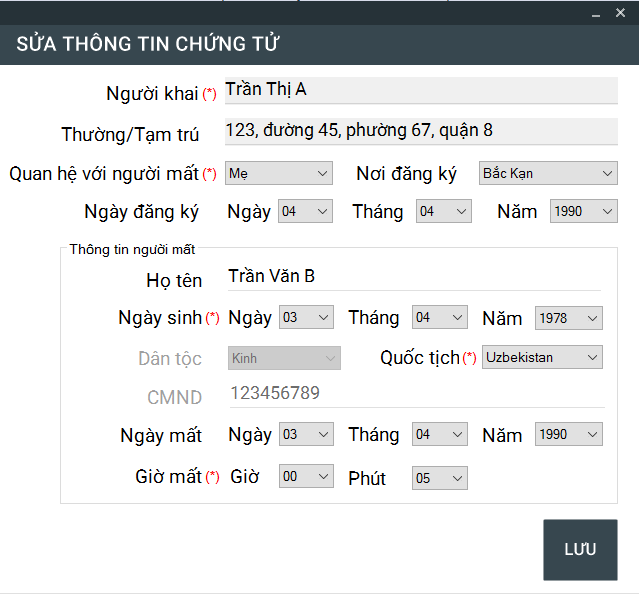 SỬA THÔNG TIN CHỨNG TỬ
Người khai (*) Trần Thị A
Thường/Tạm trú 123, đường 45, phường 67, quận 8
Quan hệ với người mất (*) Mẹ Nơi đăng ký Bắc Kạn
Ngày đăng ký Ngày 04 Tháng 04 Năm 1990
Thông tin người mất
Họ tên Trần Văn B
Ngày sinh (*) Ngày 03 Tháng 04 Năm 1978
Dân tộc Kinh Quốc tịch (*) Uzbekistan
CMND 123456789
Ngày mất Ngày 03 Tháng 04 Năm 1990
Giờ mất (*) Giờ 00 Phút 05
LƯU